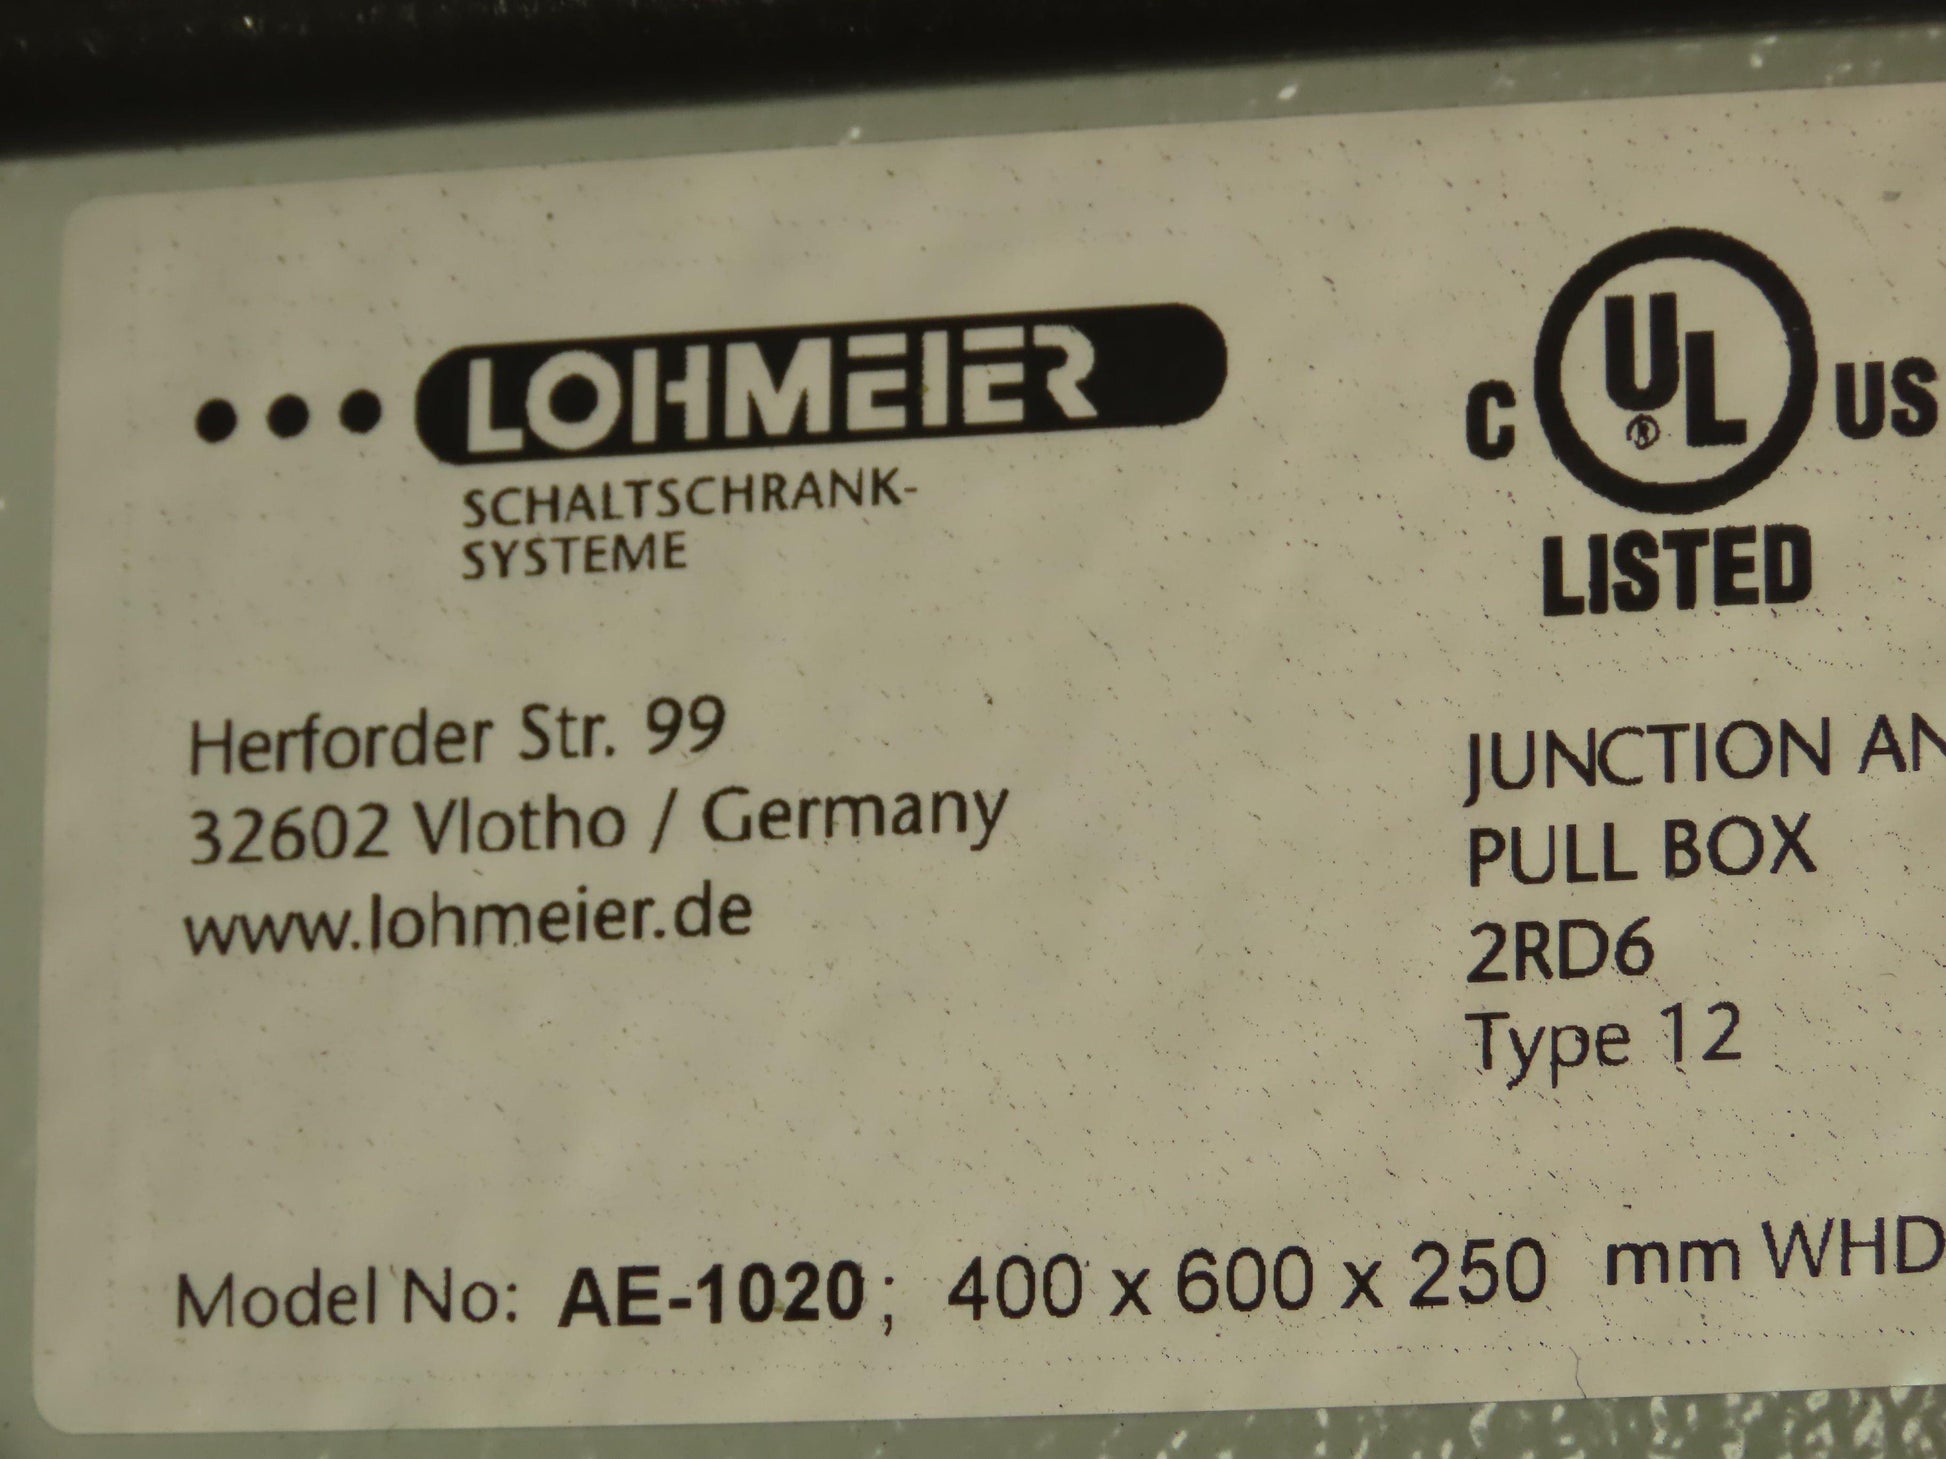 LOHMEIER
SCHALTSCHRANK-
SYSTEME
Herforder Str. 99
32602 Vlotho / Germany
www.lohmeier.de
C UL® US
LISTED
JUNCTION AN
PULL BOX
2RD6
Type 12
Model No: AE-1020; 400 x 600 x 250 mm WHD